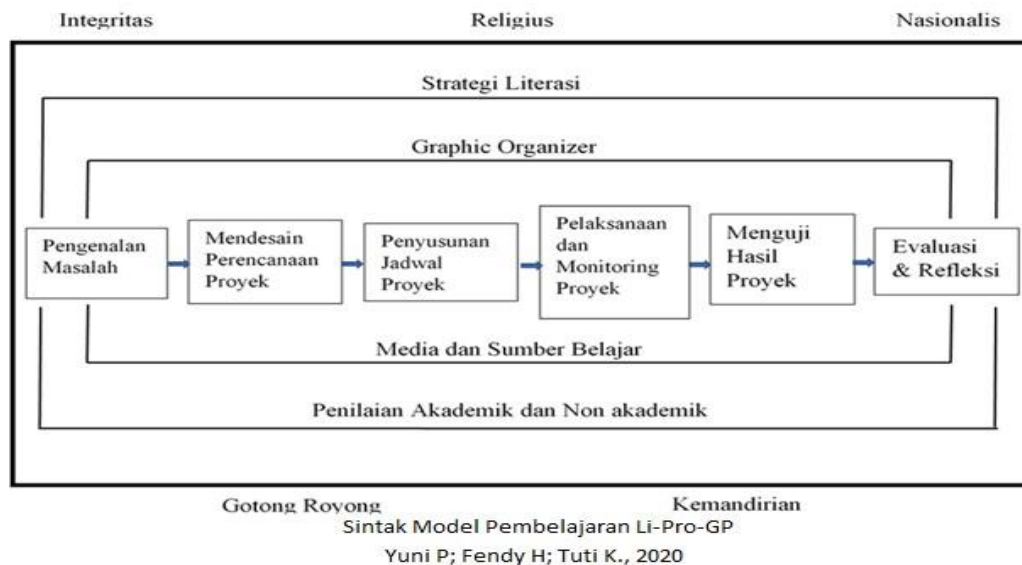 Integritas
Religius
Nasionalis
Strategi Literasi
Graphic Organizer
Pengenalan
Masalah
Mendesain
Perencanaan
Proyek
Penyusunan
Jadwal
Proyek
Pelaksanaan
dan
Monitoring
Proyek
Menguji
Hasil
Proyek
Evaluasi
& Refleksi
Media dan Sumber Belajar
Penilaian Akademik dan Non akademik
Gotong Royong
Kemandirian
Sintak Model Pembelajaran Li-Pro-GP
Yuni P; Fendy H; Tuti K., 2020